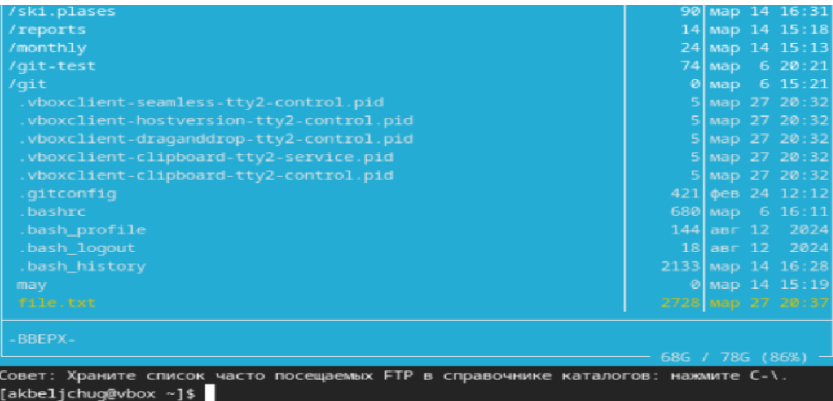 /ski.plases 90 мар 14 16:31
/reports 14 мар 14 15:18
/monthly 24 мар 14 15:13
/git-test 74 мар 6 20:21
/git 0 мар 6 15:21
.vboxclient-seamless-tty2-control.pid 5 мар 27 20:32
.vboxclient-hostversion-tty2-control.pid 5 мар 27 20:32
.vboxclient-draganddrop-tty2-control.pid 5 мар 27 20:32
.vboxclient-clipboard-tty2-service.pid 5 мар 27 20:32
.vboxclient-clipboard-tty2-control.pid 5 мар 27 20:32
.gitconfig 421 фев 24 12:12
.bashrc 680 мар 6 16:11
.bash_profile 144 авг 12 2024
.bash_logout 18 авг 12 2024
.bash_history 2133 мар 14 16:28
may 0 мар 14 15:19
file.txt 2728 мар 27 20:37
-ВВЕРХ-
68G / 78G (86%)
Совет: Храните список часто посещаемых FTP в справочнике каталогов: нажмите C-\.
[akbeljchug@vbox ~]$